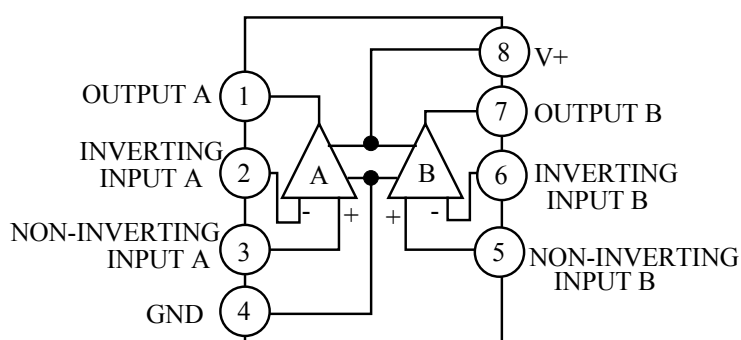 8
V+
OUTPUT A
1
7
OUTPUT B
INVERTING
INPUT A
2
A
B
6
INVERTING
INPUT B
-
+
+
-
NON-INVERTING
INPUT A
3
5
NON-INVERTING
INPUT B
GND
4